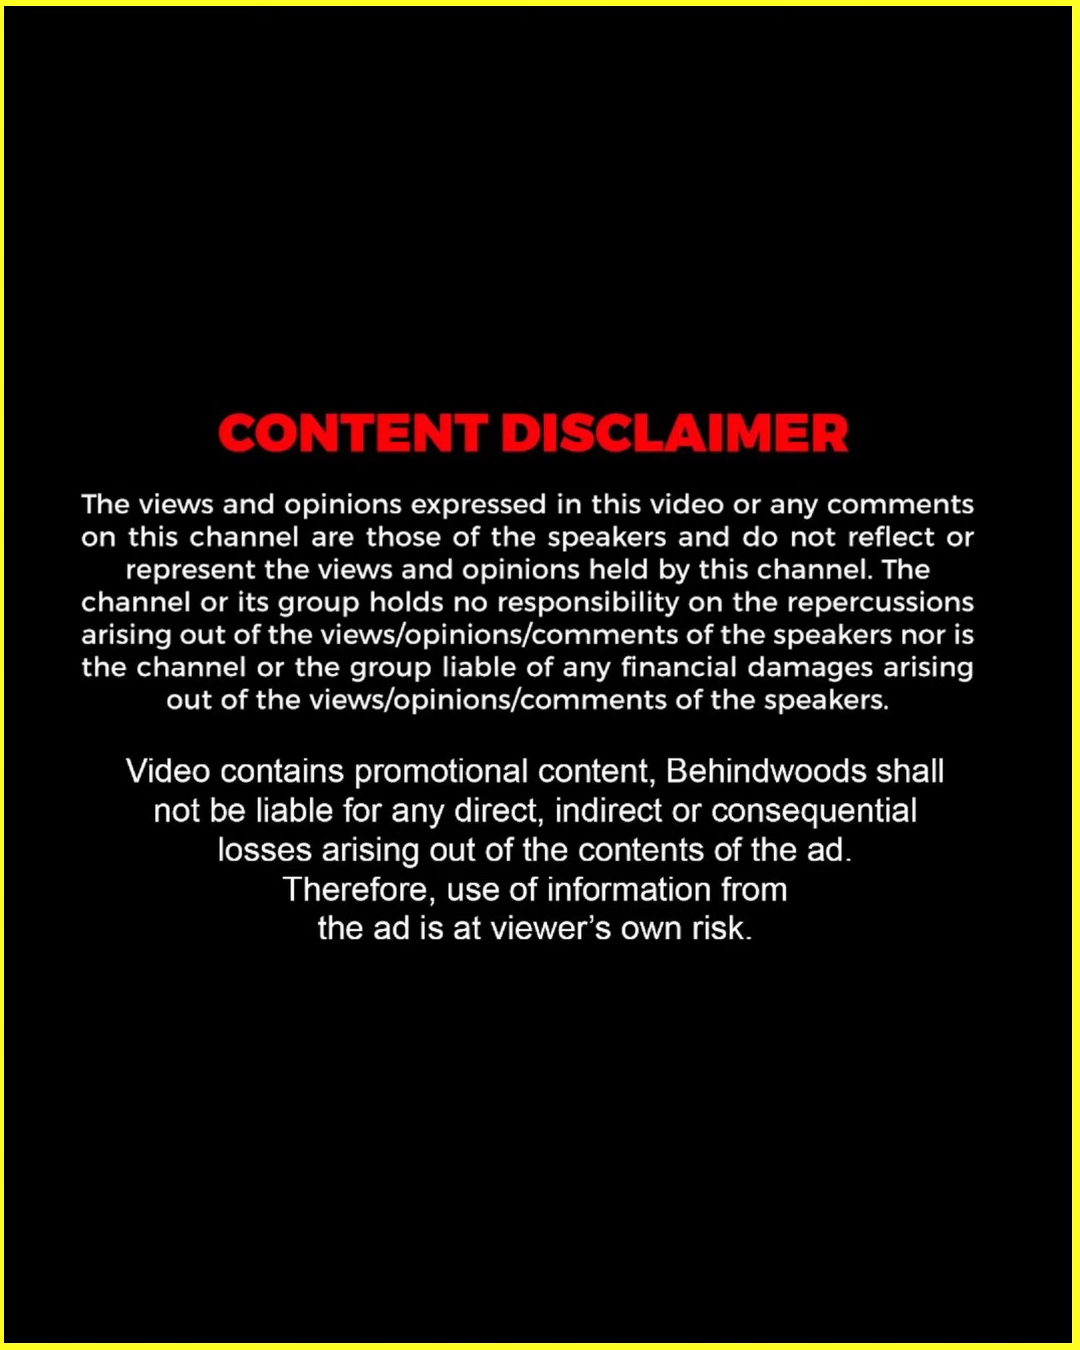 CONTENT DISCLAIMER
The views and opinions expressed in this video or any comments
on this channel are those of the speakers and do not reflect or
represent the views and opinions held by this channel. The
channel or its group holds no responsibility on the repercussions
arising out of the views/opinions/comments of the speakers nor is
the channel or the group liable of any financial damages arising
out of the views/opinions/comments of the speakers.
Video contains promotional content, Behindwoods shall
not be liable for any direct, indirect or consequential
losses arising out of the contents of the ad.
Therefore, use of information from
the ad is at viewer’s own risk.